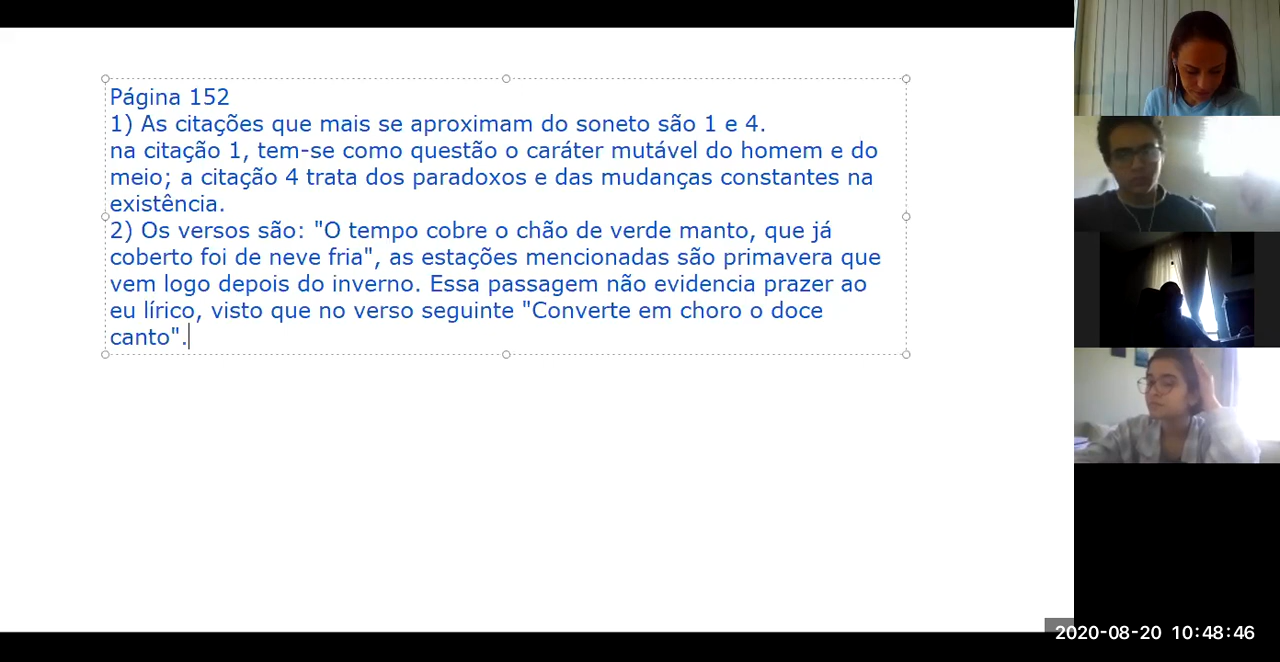 Página 152
1) As citações que mais se aproximam do soneto são 1 e 4.
na citação 1, tem-se como questão o caráter mutável do homem e do
meio; a citação 4 trata dos paradoxos e das mudanças constantes na
existência.
2) Os versos são: "O tempo cobre o chão de verde manto, que já
coberto foi de neve fria", as estações mencionadas são primavera que
vem logo depois do inverno. Essa passagem não evidencia prazer ao
eu lírico, visto que no verso seguinte "Converte em choro o doce
canto".
2020-08-20 10:48:46